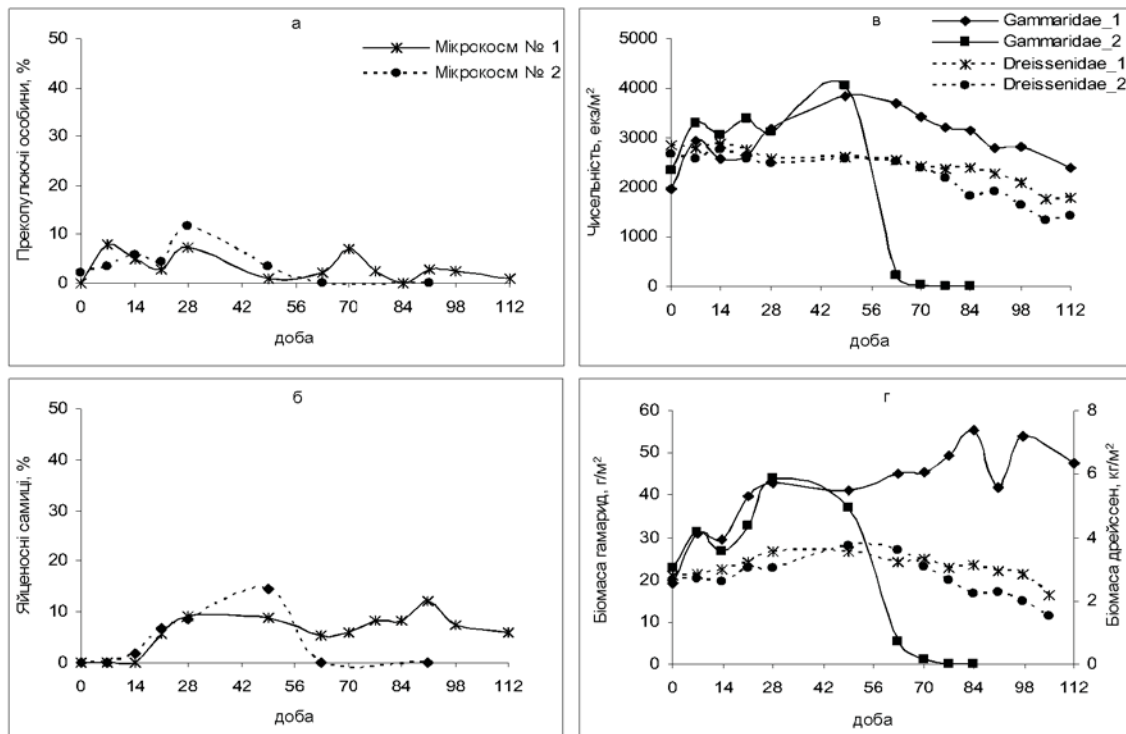 а
Мікрокосм № 1
Мікрокосм № 2
Прекопулюючі особини, %
50
40
30
20
10
0
0 14 28 42 56 70 84 98 112
доба
в
Gammaridae_1
Gammaridae_2
Dreissenidae_1
Dreissenidae_2
Чисельність, екз/м²
5000
4000
3000
2000
1000
0
0 14 28 42 56 70 84 98 112
доба
б
Яйценосні самиці, %
50
40
30
20
10
0
0 14 28 42 56 70 84 98 112
доба
г
Біомаса гамарид, г/м²
60
50
40
30
20
10
0
8
6
4
2
0
Біомаса дрейссен, кг/м²
0 14 28 42 56 70 84 98 112
доба